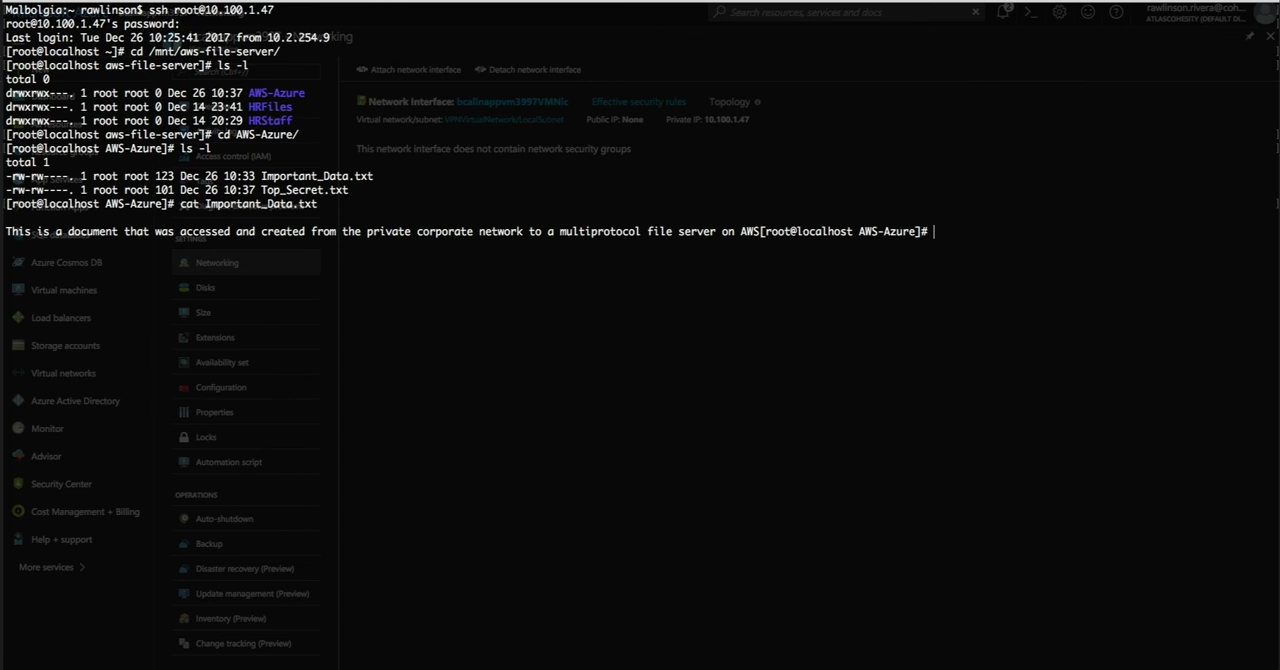 Malbolgia:~ rawlinson$ ssh root@10.100.1.47
root@10.100.1.47's password:
Last login: Tue Dec 26 10:25:41 2017 from 10.2.254.9
[root@localhost ~]# cd /mnt/aws-file-server/
[root@localhost aws-file-server]# ls -l
total 0
drwxrwx---. 1 root root 0 Dec 26 10:37 AWS-Azure
drwxrwx---. 1 root root 0 Dec 14 23:41 HRFiles
drwxrwx---. 1 root root 0 Dec 14 20:29 HRStaff
[root@localhost aws-file-server]# cd AWS-Azure/
[root@localhost AWS-Azure]# ls -l
total 1
-rw-rw----. 1 root root 123 Dec 26 10:33 Important_Data.txt
-rw-rw----. 1 root root 101 Dec 26 10:37 Top_Secret.txt
[root@localhost AWS-Azure]# cat Important_Data.txt
This is a document that was accessed and created from the private corporate network to a multiprotocol file server on AWS[root@localhost AWS-Azure]#
Search resources, services and docs
2
rawlinson.rivera@coh...
ATLASCOHESITY (DEFAULT DI...
Attach network interface
Detach network interface
Network Interface: bcalinappvm3997VMNic
Effective security rules
Topology
Virtual network/subnet: VPNVirtualNetwork/LocalSubnet
Public IP: None
Private IP: 10.100.1.47
This network interface does not contain network security groups
Access control (IAM)
SETTINGS
Networking
Disks
Size
Extensions
Availability set
Configuration
Properties
Locks
Automation script
OPERATIONS
Auto-shutdown
Backup
Disaster recovery (Preview)
Update management (Preview)
Inventory (Preview)
Change tracking (Preview)
Azure Cosmos DB
Virtual machines
Load balancers
Storage accounts
Virtual networks
Azure Active Directory
Monitor
Advisor
Security Center
Cost Management + Billing
Help + support
More services